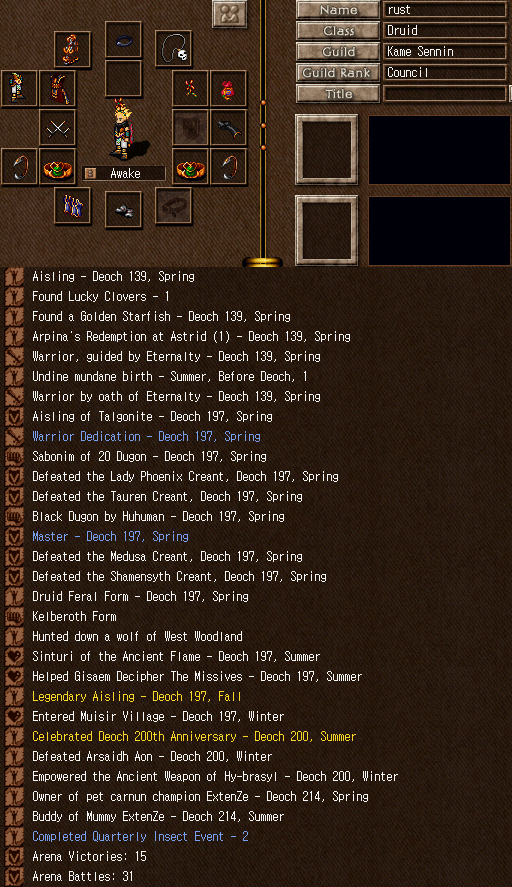 Name rust
Class Druid
Guild Kame Sennin
Guild Rank Council
Title
Awake
Aisling - Deoch 139, Spring
Found Lucky Clovers - 1
Found a Golden Starfish - Deoch 139, Spring
Arpina's Redemption at Astrid (1) - Deoch 139, Spring
Warrior, guided by Eternalty - Deoch 139, Spring
Undine mundane birth - Summer, Before Deoch, 1
Warrior by oath of Eternalty - Deoch 139, Spring
Aisling of Talgonite - Deoch 197, Spring
Warrior Dedication - Deoch 197, Spring
Sabonim of 20 Dugon - Deoch 197, Spring
Defeated the Lady Phoenix Creant, Deoch 197, Spring
Defeated the Tauren Creant, Deoch 197, Spring
Black Dugon by Huhuman - Deoch 197, Spring
Master - Deoch 197, Spring
Defeated the Medusa Creant, Deoch 197, Spring
Defeated the Shamensyth Creant, Deoch 197, Spring
Druid Feral Form - Deoch 197, Spring
Kelberoth Form
Hunted down a wolf of West Woodland
Sinturi of the Ancient Flame - Deoch 197, Summer
Helped Gisaem Decipher The Missives - Deoch 197, Summer
Legendary Aisling - Deoch 197, Fall
Entered Muisir Village - Deoch 197, Winter
Celebrated Deoch 200th Anniversary - Deoch 200, Summer
Defeated Arsaidh Aon - Deoch 200, Winter
Empowered the Ancient Weapon of Hy-brasyl - Deoch 200, Winter
Owner of pet carnun champion ExtenZe - Deoch 214, Spring
Buddy of Mummy ExtenZe - Deoch 214, Summer
Completed Quarterly Insect Event - 2
Arena Victories: 15
Arena Battles: 31